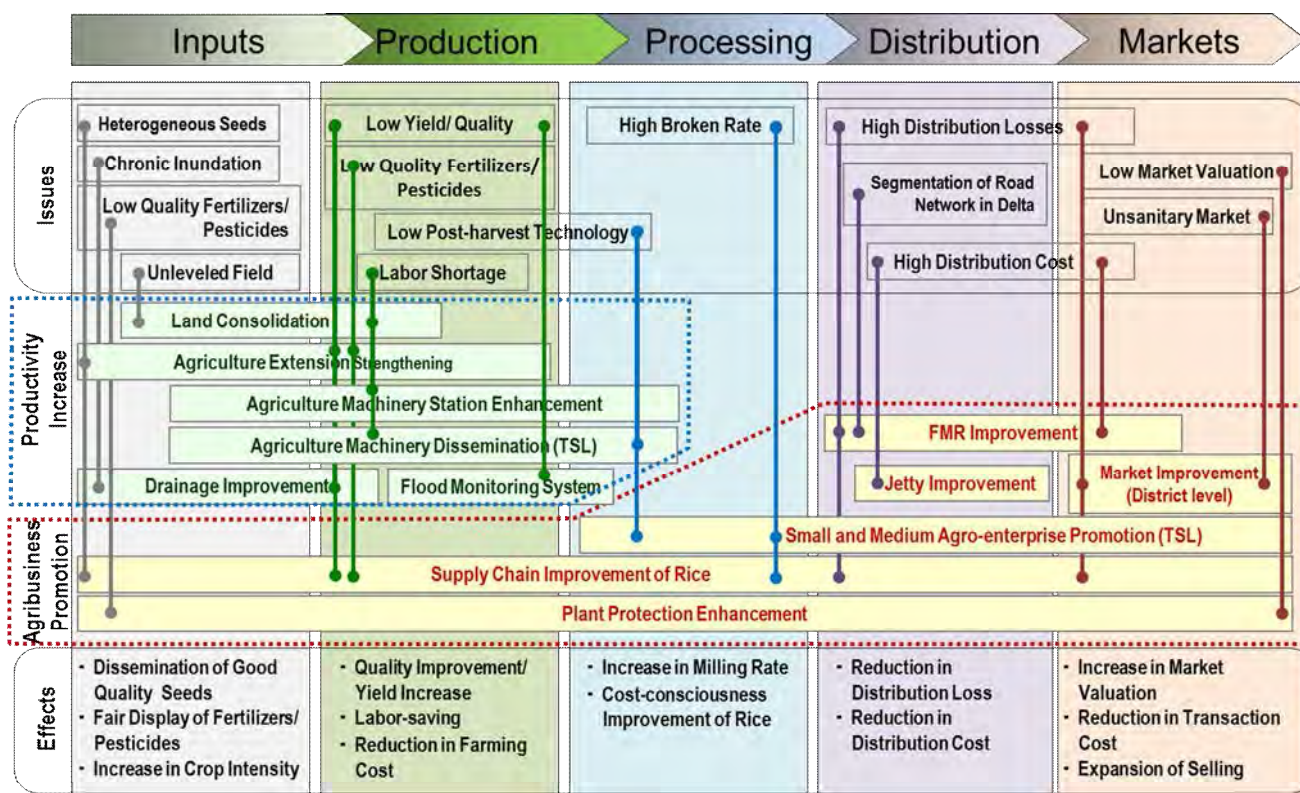 Inputs
Production
Processing
Distribution
Markets
Issues
Heterogeneous Seeds
Chronic Inundation
Low Quality Fertilizers/
Pesticides
Unleveled Field
Low Yield/ Quality
Low Quolity Fertilizers/
Pesticides
Low Post-harvest Technology
Labor Shortage
High Broken Rate
High Distribution Losses
Segmentation of Road
Network in Delta
High Distribution Cost
Low Market Valuation
Unsanitary Market
Productivity
Increase
Land Consolidation
Agriculture Extension Strengthening
Agriculture Machinery Station Enhancement
Agriculture Machinery Dissemination (TSL)
Drainage Improvement
Flood Monitoring System
FMR Improvement
Jetty Improvement
Market Improvement
(District level)
Agribusiness
Promotion
Small and Medium Agro-enterprise Promotion (TSL)
Supply Chain Improvement of Rice
Plant Protection Enhancement
Effects
· Dissemination of Good
Quality Seeds
· Fair Display of Fertilizers/
Pesticides
· Increase in Crop Intensity
· Quality Improvement/
Yield Increase
· Labor-saving
· Reduction in Farming
Cost
· Increase in Milling Rate
· Cost-consciousness
Improvement of Rice
· Reduction in
Distribution Loss
· Reduction in
Distribution Cost
· Increase in Market
Valuation
· Reduction in Transaction
Cost
· Expansion of Selling